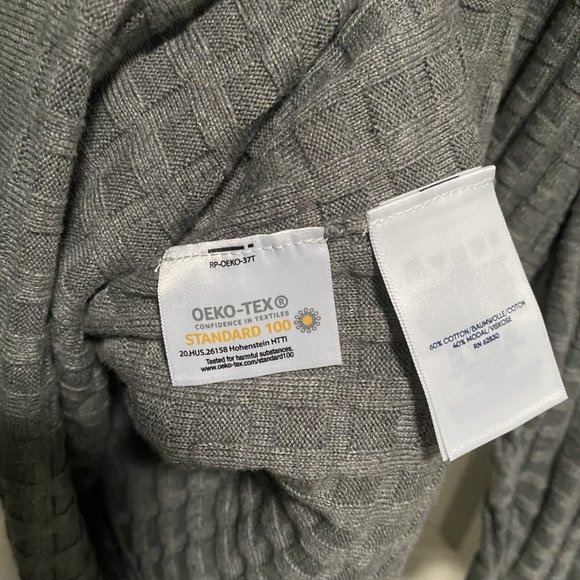 RP-OEKO-37T
OEKO-TEX®
CONFIDENCE IN TEXTILES
STANDARD 100
20.HUS.26158 Hohenstein HTTI
Tested for harmful substances.
www.oeko-tex.com/standard100
60% COTTON/BAUMWOLLE/COTON
40% MODAL/VISKOSE
RN 62830